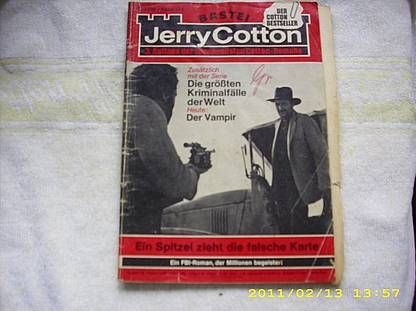 BASTEI
DER
COTTON
BESTSELLER
Jerry Cotton
Zusätzlich
mit der Serie
Die größten
Kriminalfälle
der Welt
Heute:
Der Vampir
Ein Spitzel zieht die falsche Karte
Ein FBI-Roman, der Millionen begeistert!
2011/02/13 13:57